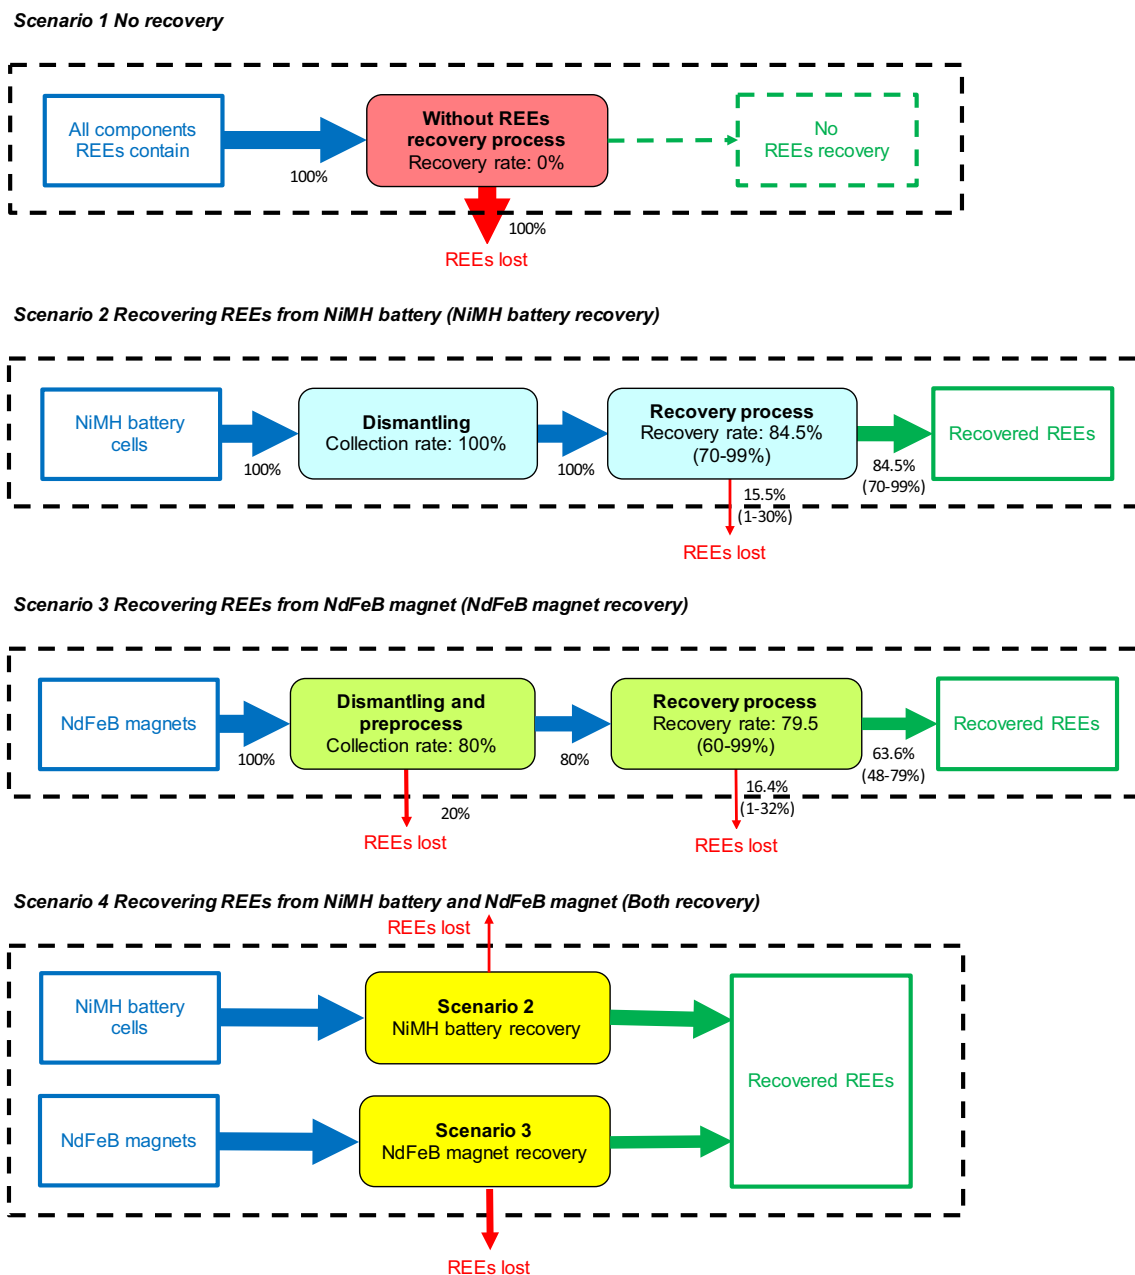 Scenario 1 No recovery
All components
REEs contain
100%
Without REEs
recovery process
Recovery rate: 0%
No
REEs recovery
100%
REEs lost
Scenario 2 Recovering REEs from NiMH battery (NiMH battery recovery)
NiMH battery
cells
100%
Dismantling
Collection rate: 100%
100%
Recovery process
Recovery rate: 84.5%
(70-99%)
84.5%
(70-99%)
Recovered REEs
15.5%
(1-30%)
REEs lost
Scenario 3 Recovering REEs from NdFeB magnet (NdFeB magnet recovery)
NdFeB magnets
100%
Dismantling and
preprocess
Collection rate: 80%
80%
Recovery process
Recovery rate: 79.5
(60-99%)
63.6%
(48-79%)
Recovered REEs
20%
REEs lost
16.4%
(1-32%)
REEs lost
Scenario 4 Recovering REEs from NiMH battery and NdFeB magnet (Both recovery)
REEs lost
NiMH battery
cells
Scenario 2
NiMH battery recovery
Recovered REEs
NdFeB magnets
Scenario 3
NdFeB magnet recovery
REEs lost